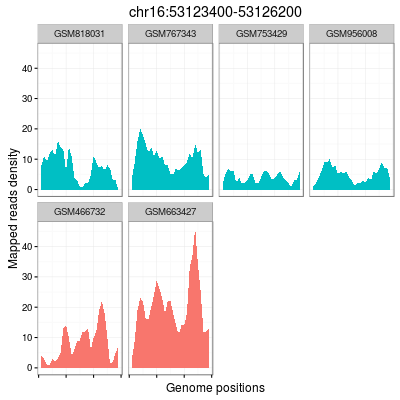 chr16:53123400-53126200
GSM818031 GSM767343 GSM753429 GSM956008
40
30
20
10
0
Mapped reads density
GSM466732 GSM663427
40
30
20
10
0
Genome positions